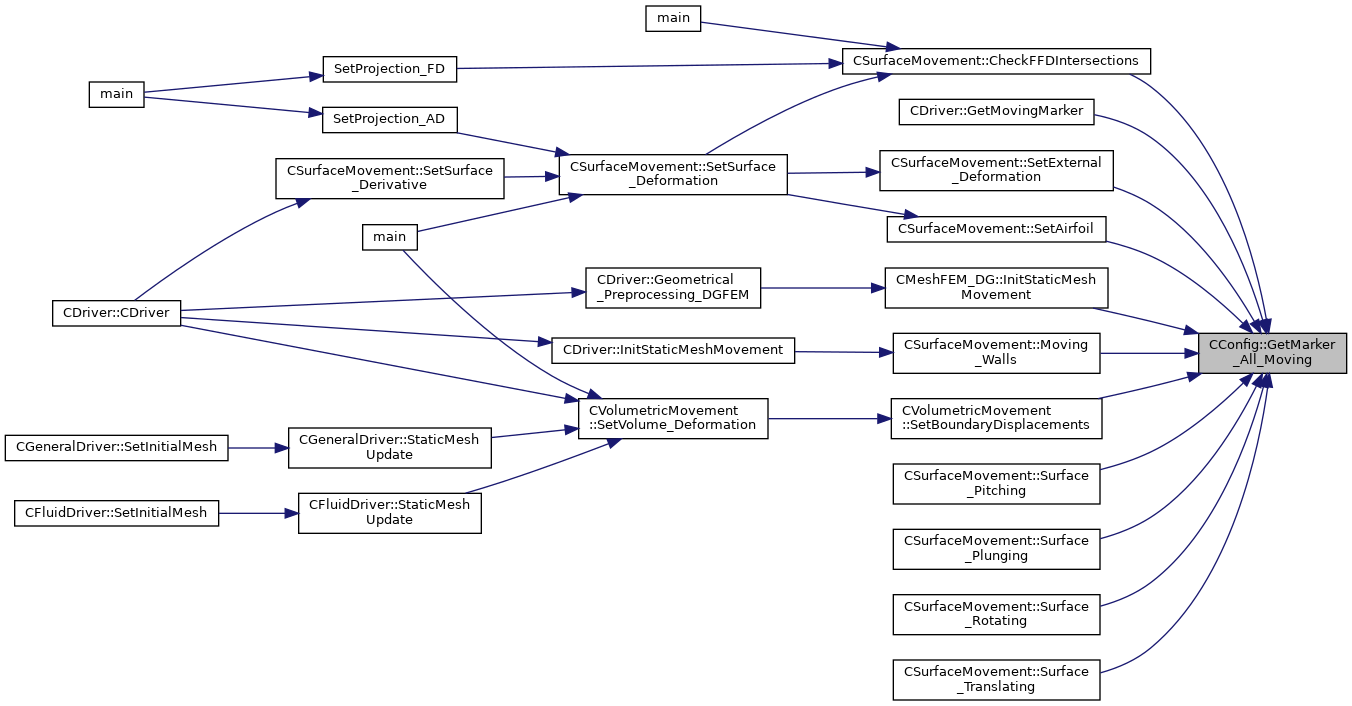 main
CSurfaceMovement::CheckFFDIntersections
SetProjection_FD
main
CDriver::GetMovingMarker
SetProjection_AD
CSurfaceMovement::SetExternal
_Deformation
CSurfaceMovement::SetSurface
_Deformation
CSurfaceMovement::SetSurface
_Derivative
CSurfaceMovement::SetAirfoil
main
CDriver::Geometrical
_Preprocessing_DGFEM
CMeshFEM_DG::InitStaticMesh
Movement
CDriver::CDriver
CDriver::InitStaticMeshMovement
CSurfaceMovement::Moving
_Walls
CConfig::GetMarker
_All_Moving
CVolumetricMovement
::SetVolume_Deformation
CVolumetricMovement
::SetBoundaryDisplacements
CGeneralDriver::SetInitialMesh
CGeneralDriver::StaticMesh
Update
CSurfaceMovement::Surface
_Pitching
CFluidDriver::SetInitialMesh
CFluidDriver::StaticMesh
Update
CSurfaceMovement::Surface
_Plunging
CSurfaceMovement::Surface
_Rotating
CSurfaceMovement::Surface
_Translating